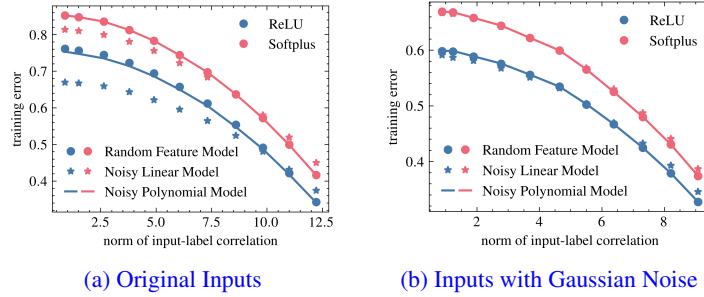 0.8
0.7
0.6
0.5
0.4
training error
ReLU
Softplus
Random Feature Model
Noisy Linear Model
Noisy Polynomial Model
2.5
5.0
7.5
10.0
12.5
norm of input-label correlation
(a) Original Inputs
0.6
0.5
0.4
training error
ReLU
Softplus
Random Feature Model
Noisy Linear Model
Noisy Polynomial Model
2
4
6
8
norm of input-label correlation
(b) Inputs with Gaussian Noise